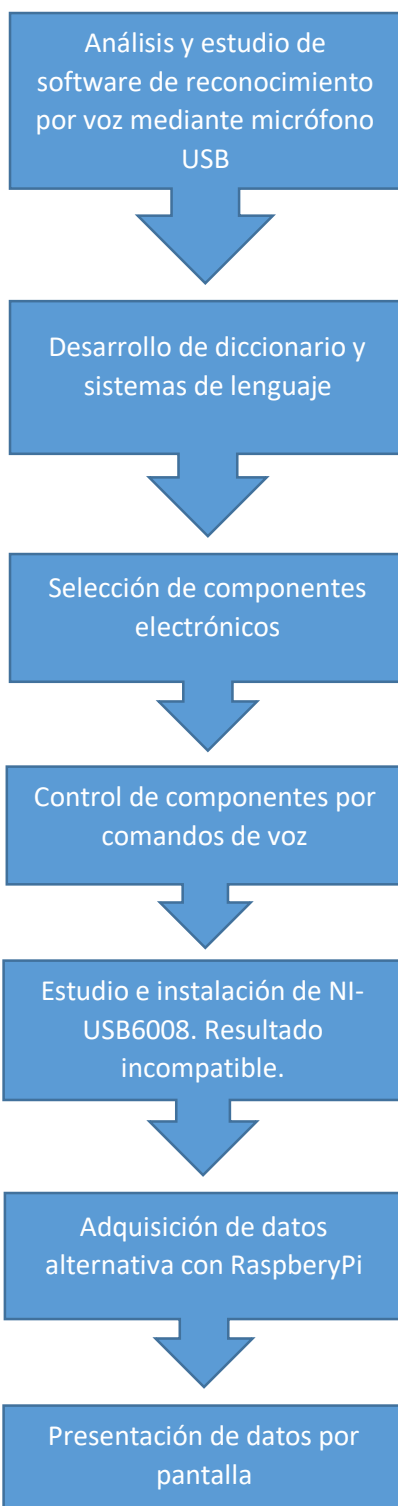 Análisis y estudio de
software de reconocimiento
por voz mediante micrófono
USB
Desarrollo de diccionario y
sistemas de lenguaje
Selección de componentes
electrónicos
Control de componentes por
comandos de voz
Estudio e instalación de NI-
USB6008. Resultado
incompatible.
Adquisición de datos
alternativa con RaspberyPi
Presentación de datos por
pantalla